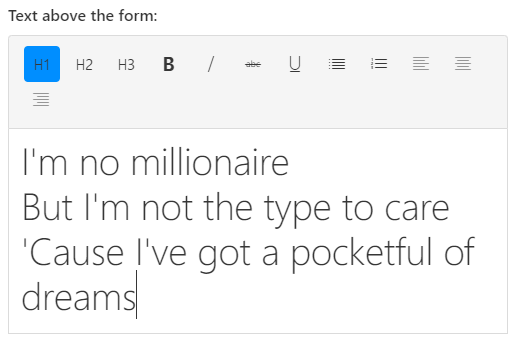 Text above the form:
H1 H2 H3 B / abc U
I'm no millionaire
But I'm not the type to care
'Cause I've got a pocketful of
dreams